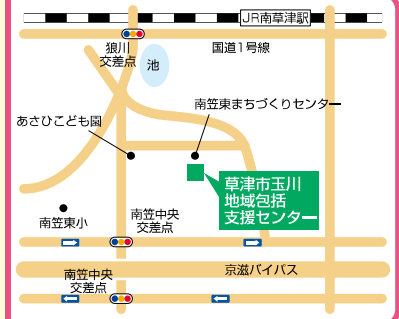 JR南草津駅
国道1号線
狼川
交差点
池
南笠東まちづくりセンター
あさひこども園
草津市玉川
地域包括
支援センター
南笠東小
南笠中央
交差点
京滋バイパス
南笠中央
交差点